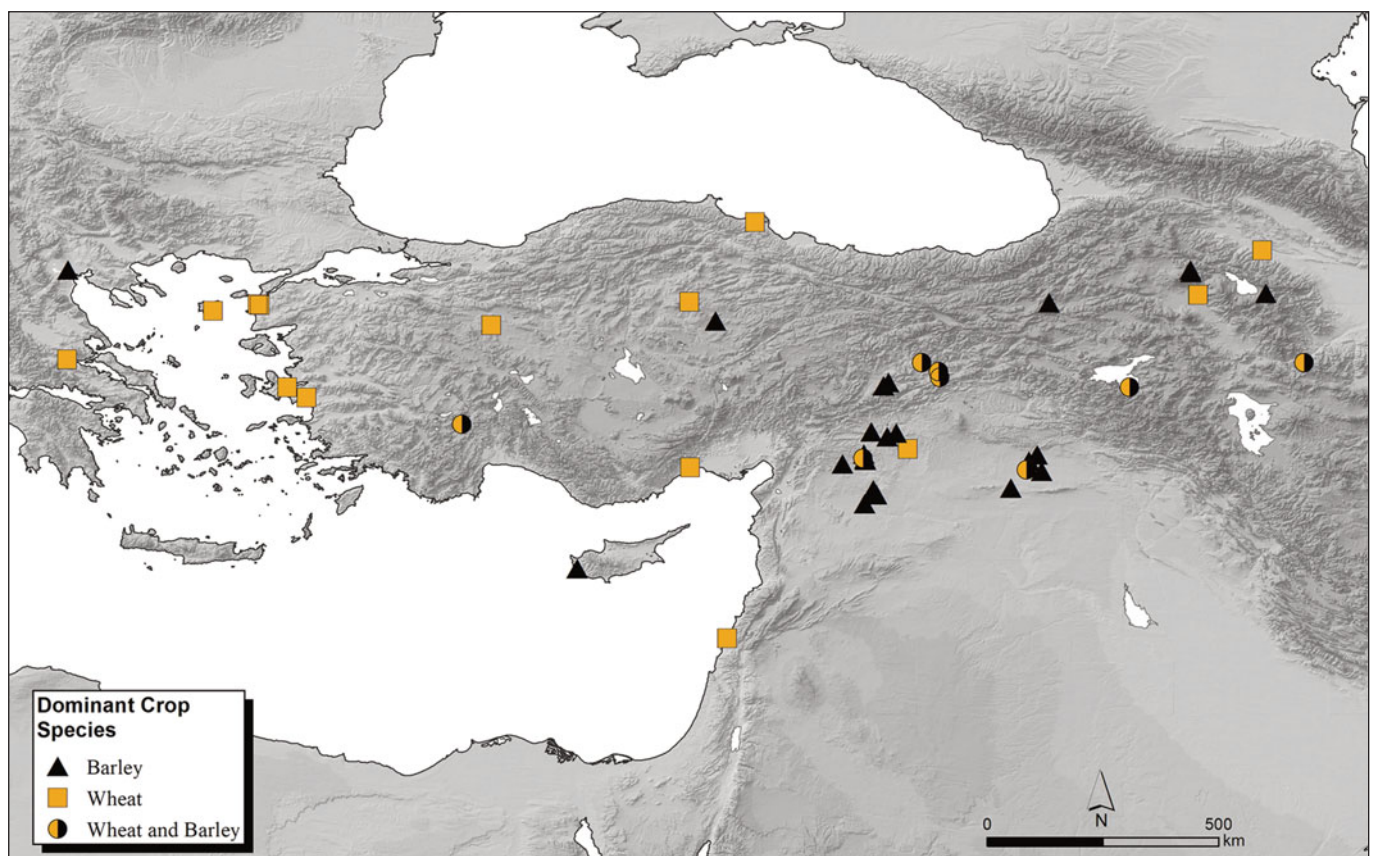 Dominant Crop
Species
Barley
Wheat
Wheat and Barley
N
0 500
km